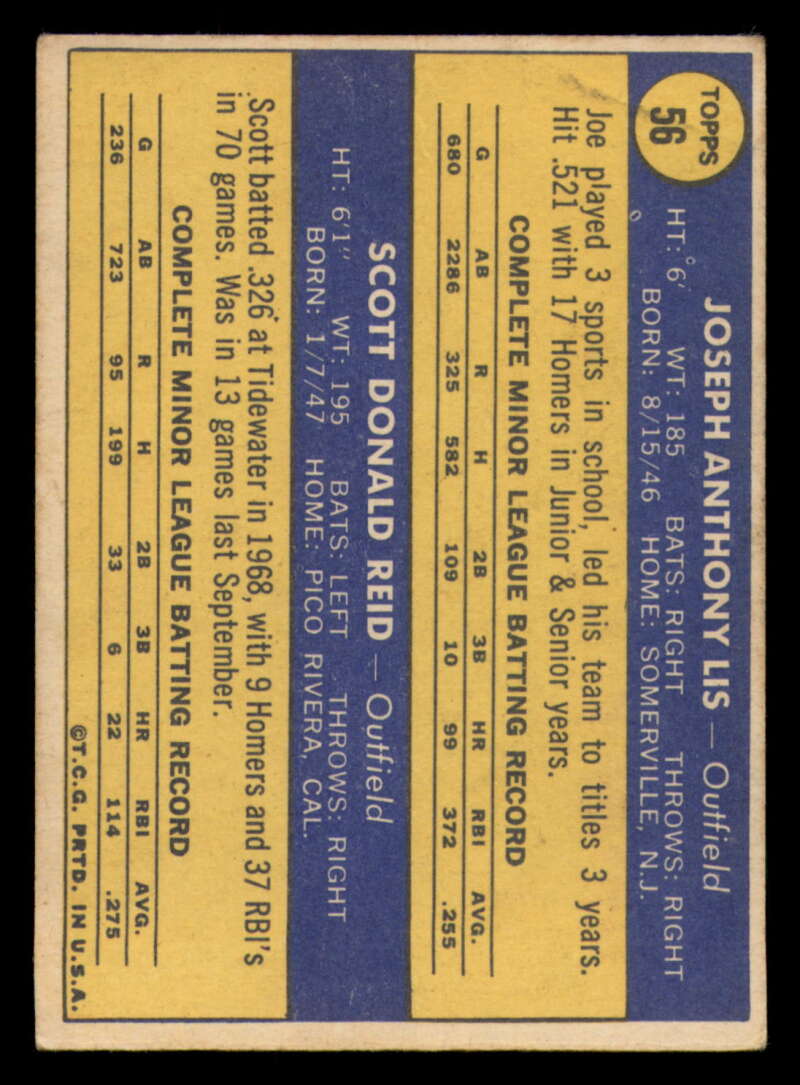 TOPPS
56
JOSEPH ANTHONY LIS — Outfield
HT: 6' WT: 185 BATS: RIGHT THROWS: RIGHT
BORN: 8/15/46 HOME: SOMERVILLE, N.J.
Joe played 3 sports in school, led his team to titles 3 years.
Hit .521 with 17 Homers in Junior & Senior years.
COMPLETE MINOR LEAGUE BATTING RECORD
G AB R H 2B 3B HR RBI AVG.
680 2286 325 582 109 10 99 372 .255
SCOTT DONALD REID — Outfield
HT: 6'1" WT: 195 BATS: LEFT THROWS: RIGHT
BORN: 1/7/47 HOME: PICO RIVERA, CAL.
Scott batted .326 at Tidewater in 1968, with 9 Homers and 37 RBI's
in 70 games. Was in 13 games last September.
COMPLETE MINOR LEAGUE BATTING RECORD
G AB R H 2B 3B HR RBI AVG.
236 723 95 199 33 6 22 114 .275
©T.C.G. PRTD. IN U.S.A.